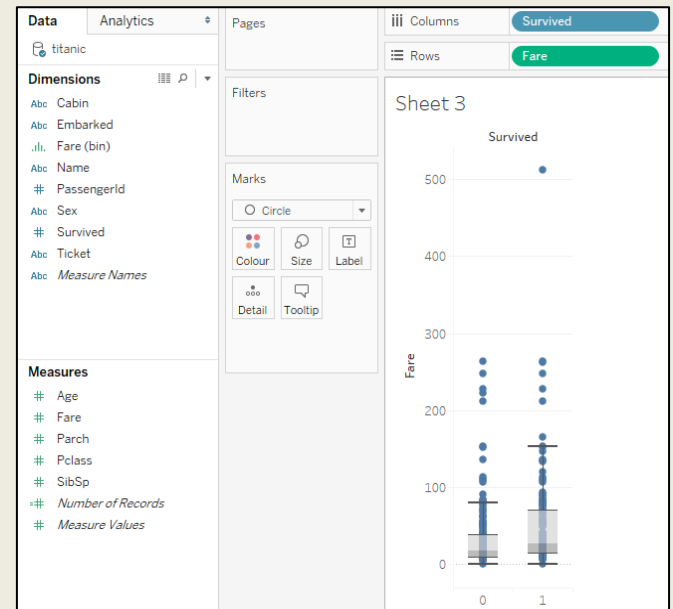 Data
Analytics
titanic
Dimensions
Abc Cabin
Abc Embarked
Fare (bin)
Abc Name
# PassengerId
Abc Sex
# Survived
Abc Ticket
Abc Measure Names
Measures
# Age
# Fare
# Parch
# Pclass
# SibSp
=# Number of Records
# Measure Values
Pages
Filters
Marks
Circle
Colour
Size
T
Label
Detail
Tooltip
iii Columns
Survived
Rows
Fare
Sheet 3
Survived
500
400
300
200
100
0
Fare
0 1